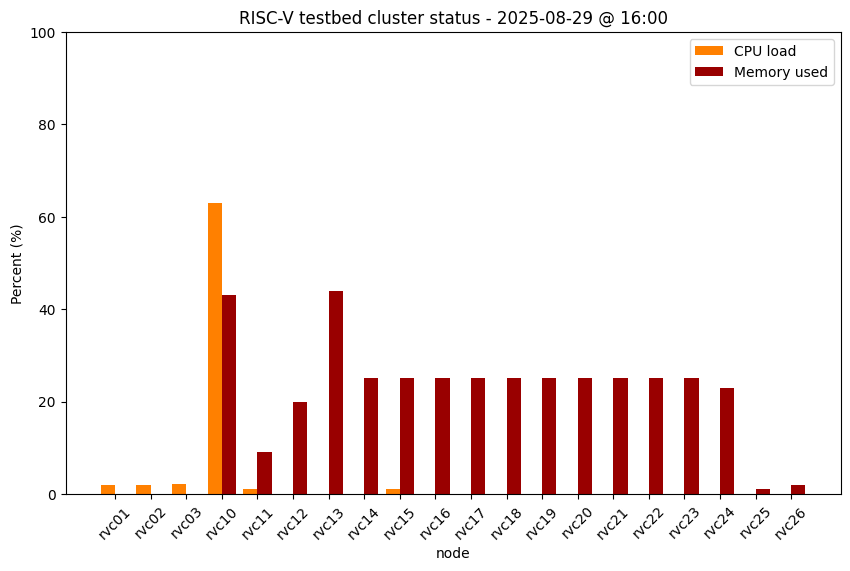 RISC-V testbed cluster status - 2025-08-29 @ 16:00
CPU load
Memory used
Percent (%)
100
80
60
40
20
0
rvc01 rvc02 rvc03 rvc10 rvc11 rvc12 rvc13 rvc14 rvc15 rvc16 rvc17 rvc18 rvc19 rvc20 rvc21 rvc22 rvc23 rvc24 rvc25 rvc26
node